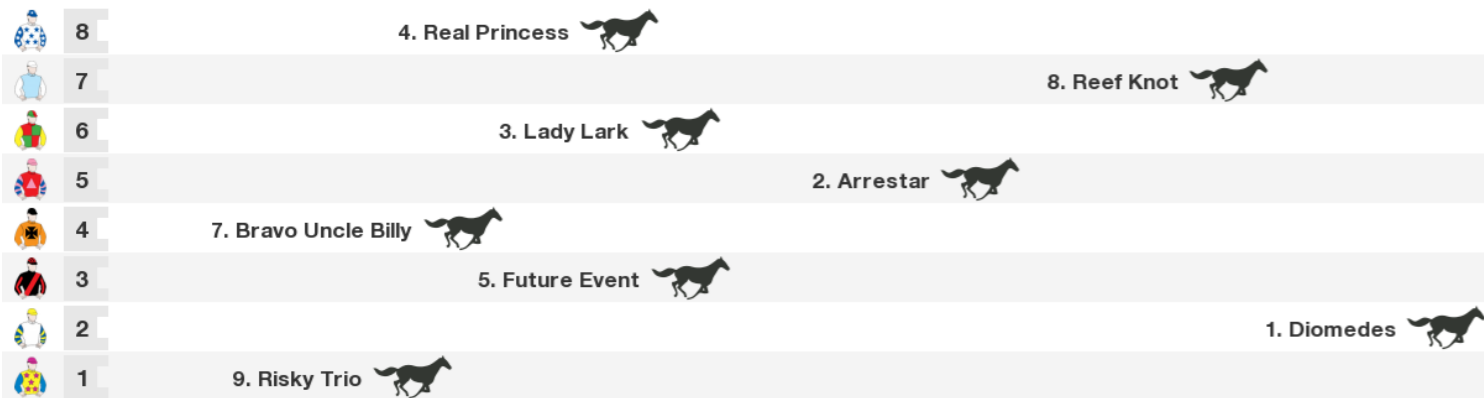 8 4. Real Princess
7 8. Reef Knot
6 3. Lady Lark
5 2. Arrestar
4 7. Bravo Uncle Billy
3 5. Future Event
2 1. Diomedes
1 9. Risky Trio